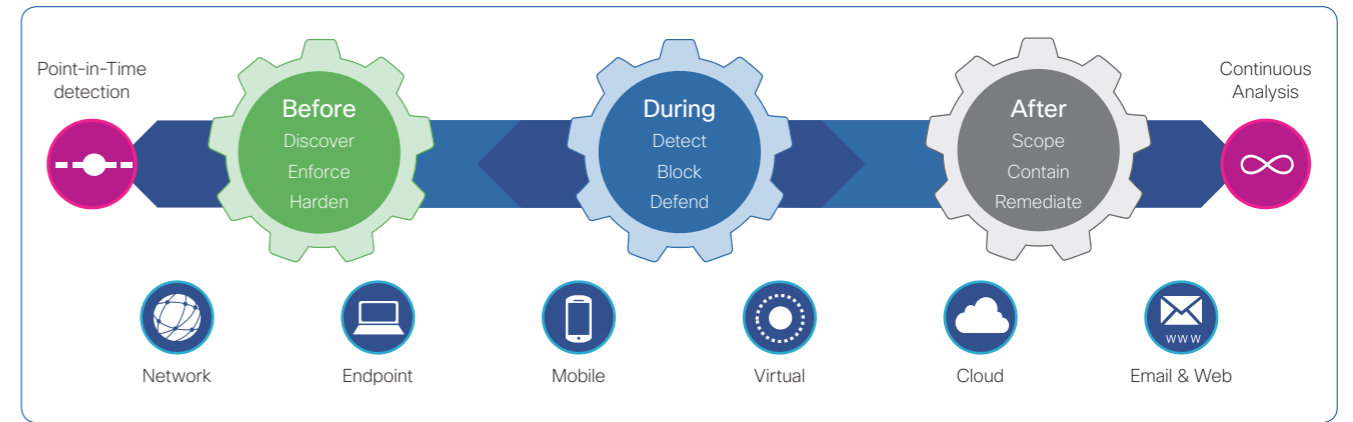 Point-in-Time
detection
Before
Discover
Enforce
Harden
During
Detect
Block
Defend
After
Scope
Contain
Remediate
Continuous
Analysis
Network
Endpoint
Mobile
Virtual
Cloud
www
Email & Web